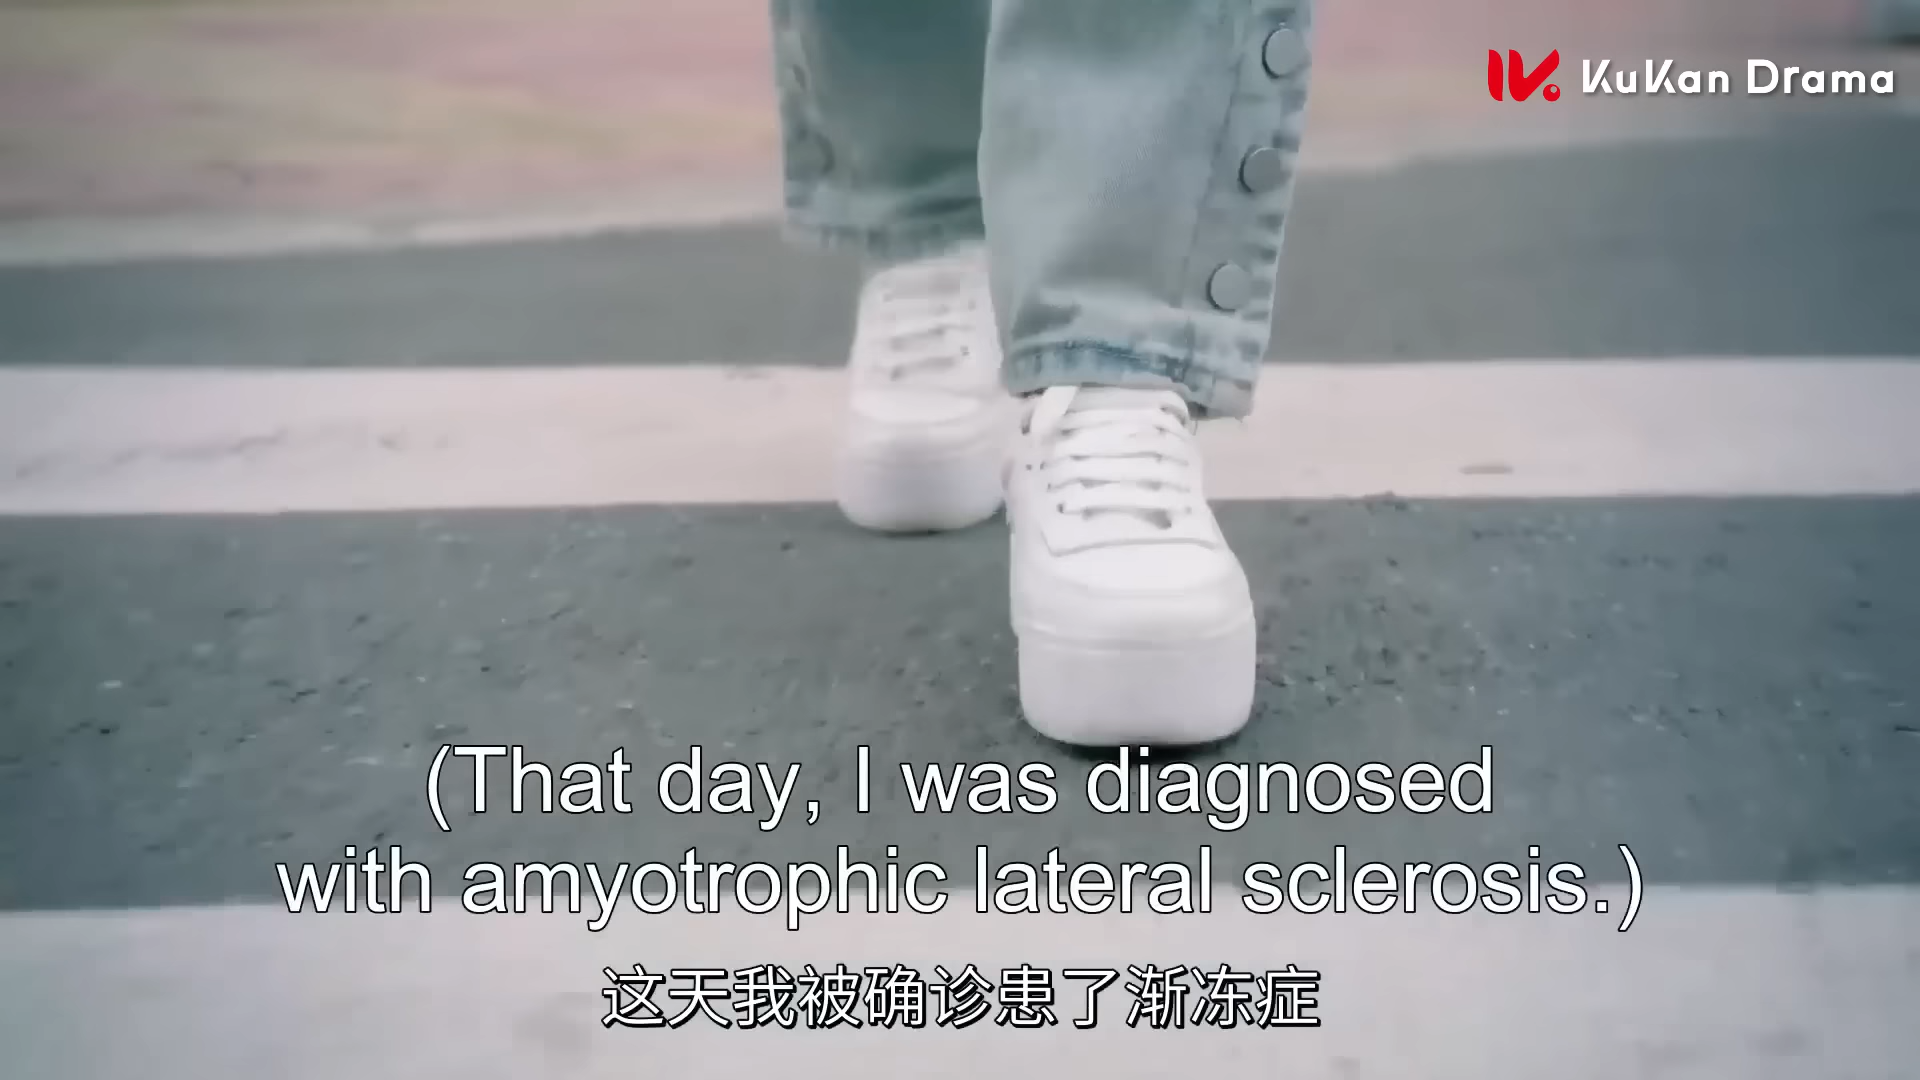 KuKan Drama
(That day, I was diagnosed
with amyotrophic lateral sclerosis.)
这天我被确诊患了渐冻症